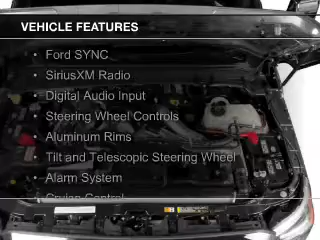 VEHICLE FEATURES
• Ford SYNC
• SiriusXM Radio
• Digital Audio Input
• Steering Wheel Controls
• Aluminum Rims
• Tilt and Telescopic Steering Wheel
• Alarm System